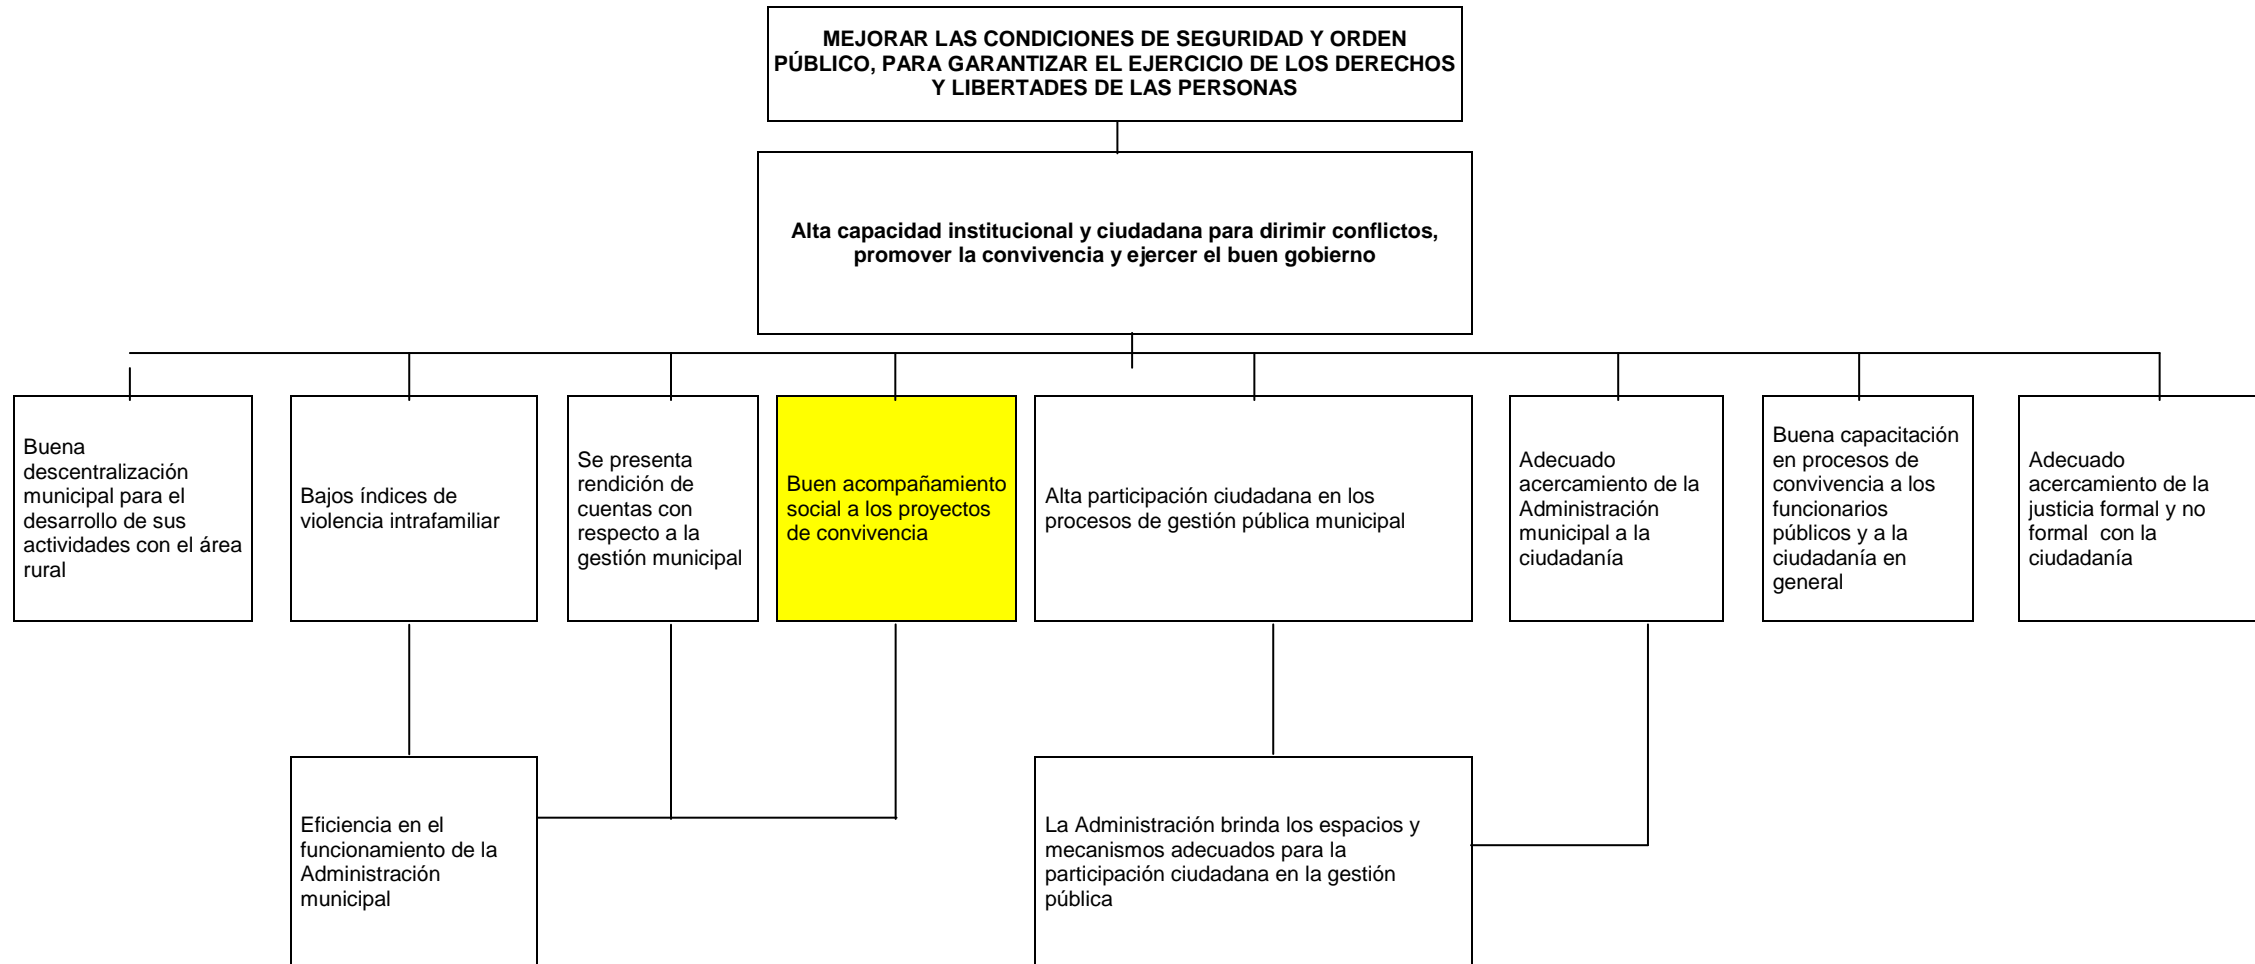 MEJORAR LAS CONDICIONES DE SEGURIDAD Y ORDEN
PÚBLICO, PARA GARANTIZAR EL EJERCICIO DE LOS DERECHOS
Y LIBERTADES DE LAS PERSONAS
Alta capacidad institucional y ciudadana para dirimir conflictos,
promover la convivencia y ejercer el buen gobierno
Buena
descentralización
municipal para el
desarrollo de sus
actividades con el área
rural
Bajos índices de
violencia intrafamiliar
Se presenta
rendición de
cuentas con
respecto a la
gestión municipal
Buen acompañamiento
social a los proyectos
de convivencia
Alta participación ciudadana en los
procesos de gestión pública municipal
Adecuado
acercamiento de la
Administración
municipal a la
ciudadanía
Buena capacitación
en procesos de
convivencia a los
funcionarios
públicos y a la
ciudadanía en
general
Adecuado
acercamiento de la
justicia formal y no
formal  con la
ciudadanía
Eficiencia en el
funcionamiento de la
Administración
municipal
La Administración brinda los espacios y
mecanismos adecuados para la
participación ciudadana en la gestión
pública